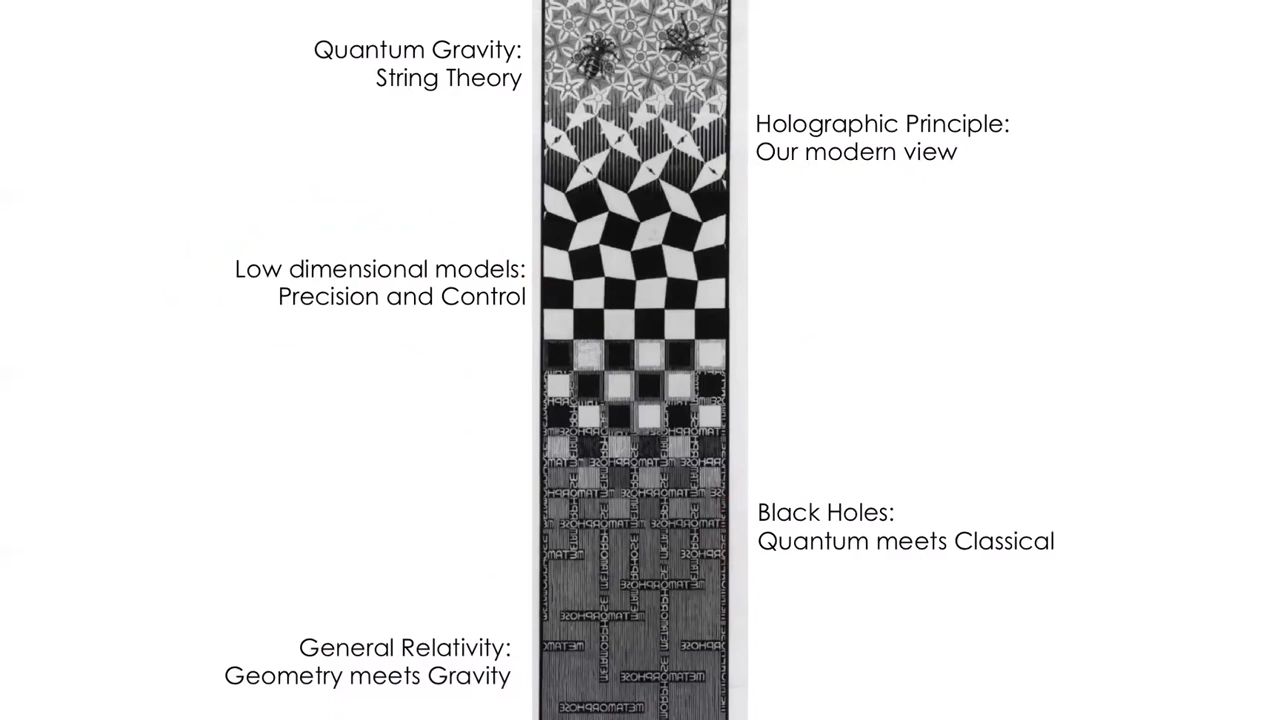 Quantum Gravity:
String Theory
Holographic Principle:
Our modern view
Low dimensional models:
Precision and Control
Black Holes:
Quantum meets Classical
General Relativity:
Geometry meets Gravity
METAMORPHOSE